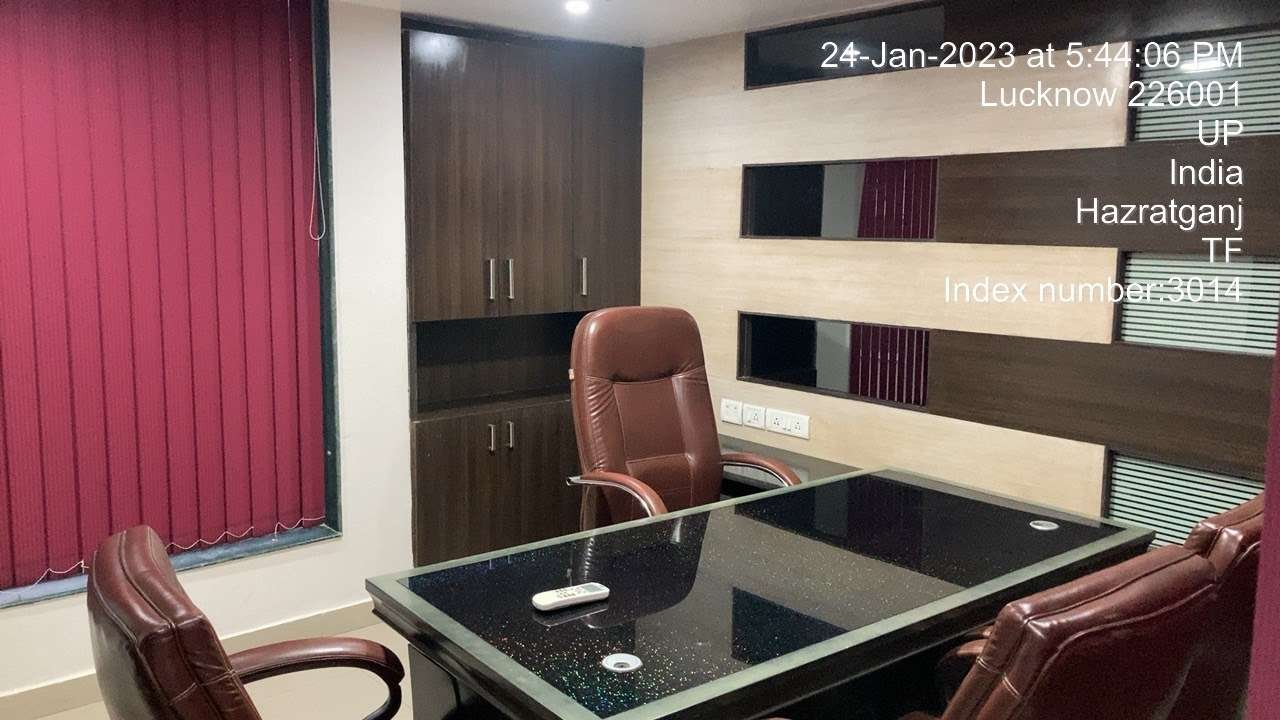 24-Jan-2023 at 5:44:06 PM
Lucknow 226001
UP
India
Hazratganj
TF
Index number:3014